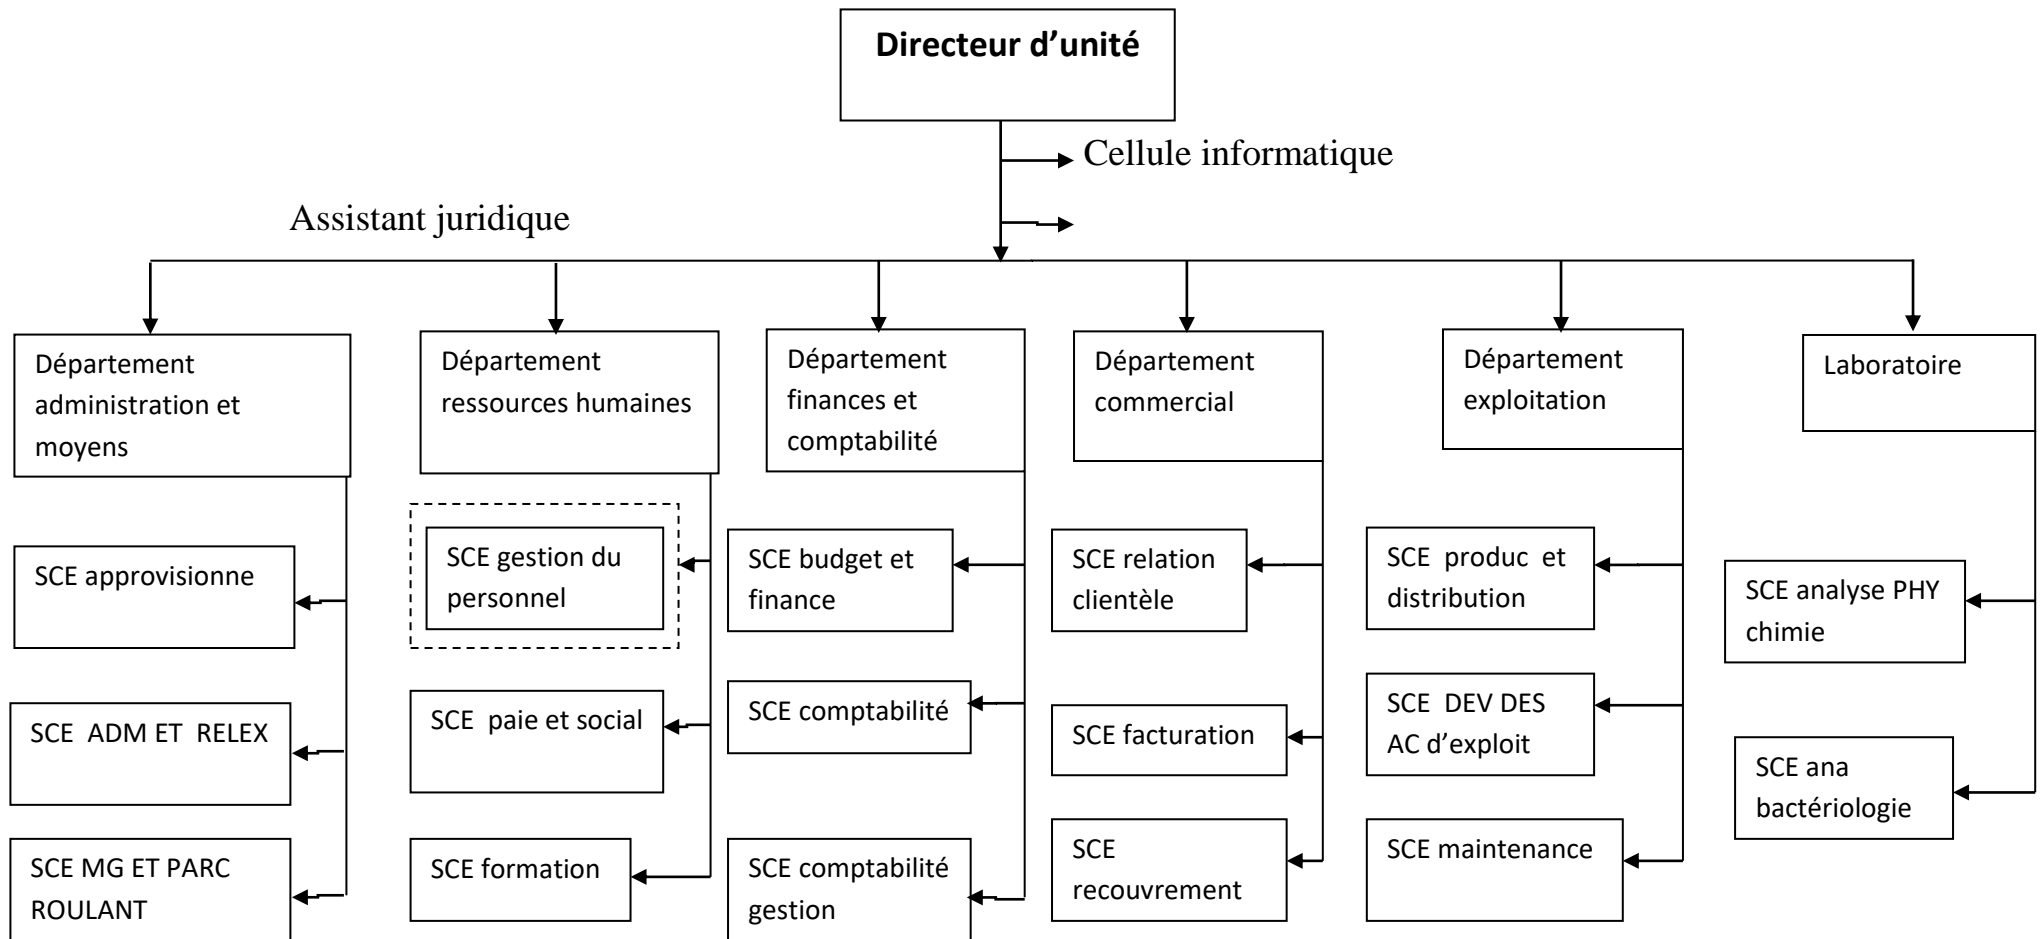 Directeur d’unité
Cellule informatique
Assistant juridique
Département
administration et
moyens
SCE approvisionne
SCE ADM ET RELEX
SCE MG ET PARC
ROULANT
Département
ressources humaines
SCE gestion du
personnel
SCE paie et social
SCE formation
Département
finances et
comptabilité
SCE budget et
finance
SCE comptabilité
SCE comptabilité
gestion
Département
commercial
SCE relation
clientèle
SCE facturation
SCE
recouvrement
Département
exploitation
SCE produc et
distribution
SCE DEV DES
AC d’exploit
SCE maintenance
Laboratoire
SCE analyse PHY
chimie
SCE ana
bactériologie